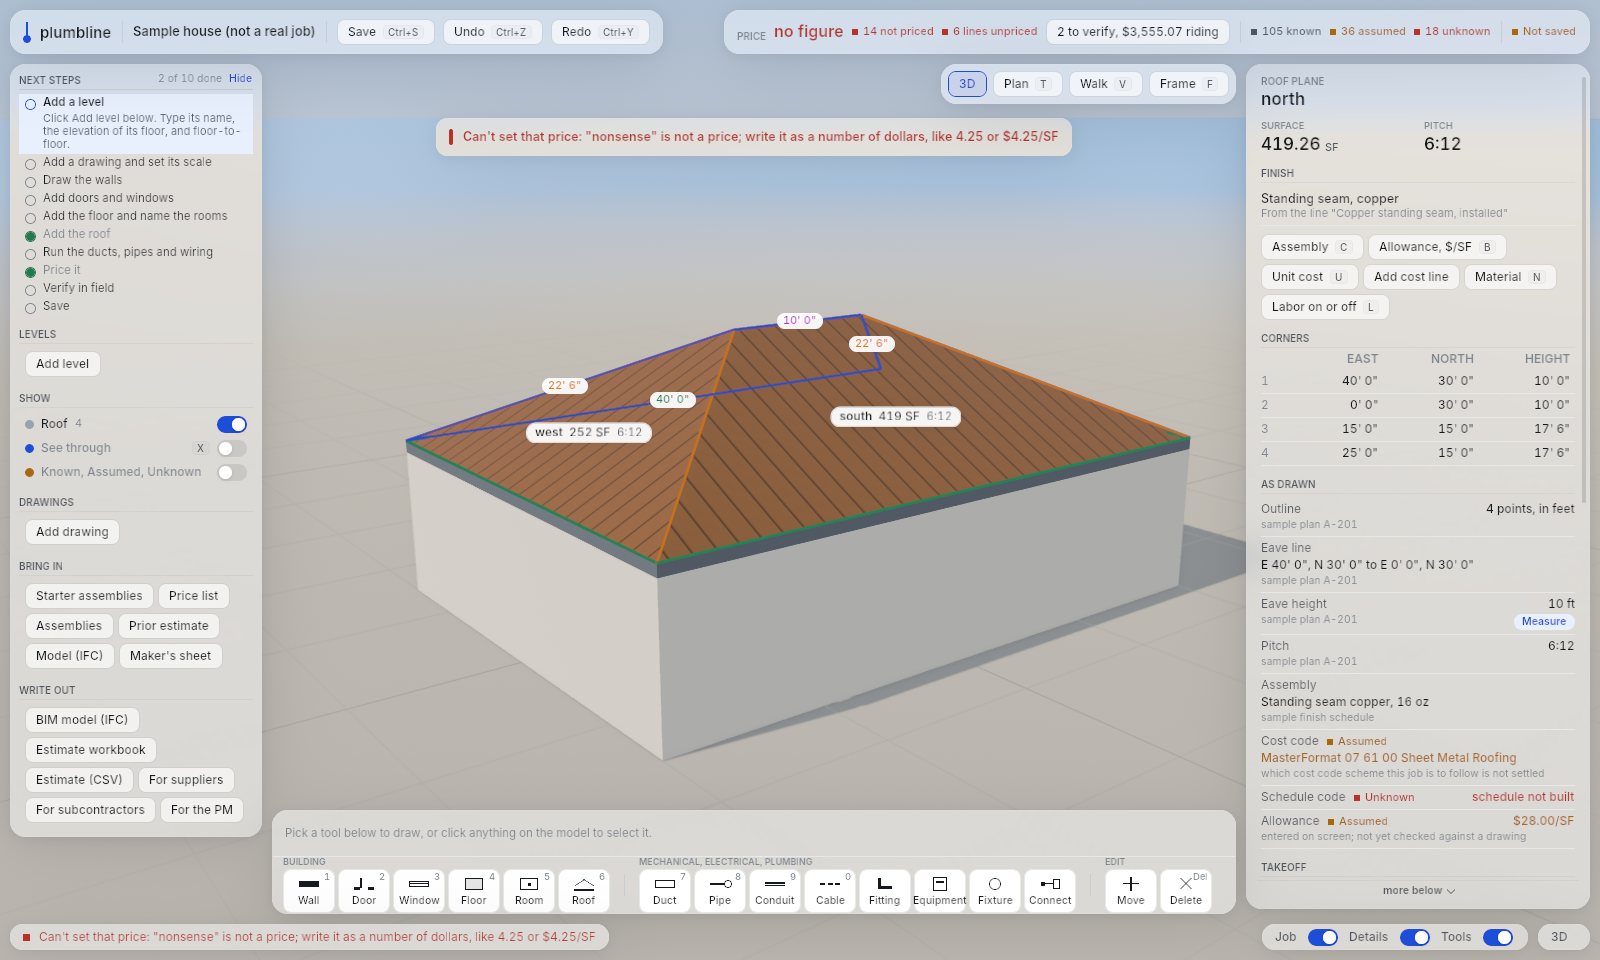 plumbline
Sample house (not a real job)
Save Ctrl+S
Undo Ctrl+Z
Redo Ctrl+Y
PRICE no figure
14 not priced
6 lines unpriced
2 to verify, $3,555.07 riding
105 known
36 assumed
18 unknown
Not saved
NEXT STEPS
2 of 10 done Hide
Add a level
Click Add level below. Type its name,
the elevation of its floor, and floor-to-
floor.
Add a drawing and set its scale
Draw the walls
Add doors and windows
Add the floor and name the rooms
Add the roof
Run the ducts, pipes and wiring
Price it
Verify in field
Save
LEVELS
Add level
SHOW
Roof 4
See through X
Known, Assumed, Unknown
DRAWINGS
Add drawing
BRING IN
Starter assemblies
Price list
Assemblies
Prior estimate
Model (IFC)
Maker's sheet
WRITE OUT
BIM model (IFC)
Estimate workbook
Estimate (CSV)
For suppliers
For subcontractors
For the PM
3D
Plan T
Walk V
Frame F
Can't set that price: "nonsense" is not a price; write it as a number of dollars, like 4.25 or $4.25/SF
10' 0"
22' 6"
22' 6"
40' 0"
south 419 SF 6:12
west 252 SF 6:12
Pick a tool below to draw, or click anything on the model to select it.
BUILDING
Wall 1
Door 2
Window 3
Floor 4
Room 5
Roof 6
MECHANICAL, ELECTRICAL, PLUMBING
Duct 7
Pipe 8
Conduit 9
Cable 0
Fitting
Equipment
Fixture
Connect
EDIT
Move
Delete Del
ROOF PLANE
north
SURFACE
419.26 SF
PITCH
6:12
FINISH
Standing seam, copper
From the line "Copper standing seam, installed"
Assembly C
Allowance, $/SF B
Unit cost U
Add cost line
Material N
Labor on or off L
CORNERS
EAST NORTH HEIGHT
1 40' 0" 30' 0" 10' 0"
2 0' 0" 30' 0" 10' 0"
3 15' 0" 15' 0" 17' 6"
4 25' 0" 15' 0" 17' 6"
AS DRAWN
Outline 4 points, in feet
sample plan A-201
Eave line
E 40' 0", N 30' 0" to E 0' 0", N 30' 0"
sample plan A-201
Eave height 10 ft
sample plan A-201 Measure
Pitch 6:12
sample plan A-201
Assembly
Standing seam copper, 16 oz
sample finish schedule
Cost code Assumed
MasterFormat 07 61 00 Sheet Metal Roofing
which cost code scheme this job is to follow is not settled
Schedule code Unknown schedule not built
Allowance Assumed $28.00/SF
entered on screen; not yet checked against a drawing
TAKEOFF
more below
Can't set that price: "nonsense" is not a price; write it as a number of dollars, like 4.25 or $4.25/SF
Job
Details
Tools
3D